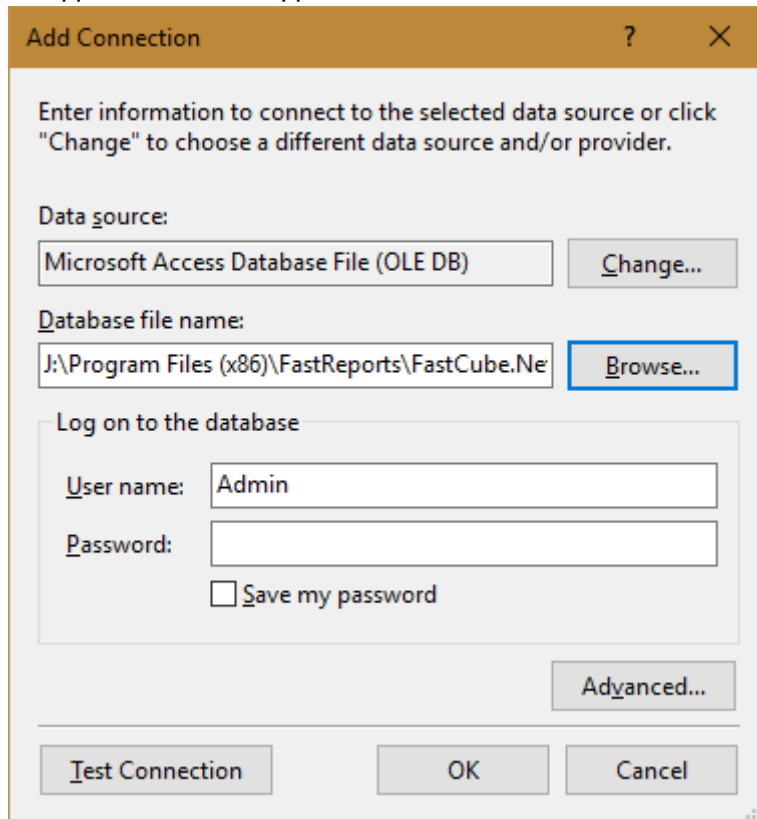 Add Connection ?
Enter information to connect to the selected data source or click
"Change" to choose a different data source and/or provider.
Data source:
Microsoft Access Database File (OLE DB) Change...
Database file name:
J:\Program Files (x86)\FastReports\FastCube.Ne Browse...
Log on to the database
User name: Admin
Password:
Save my password
Advanced...
Test Connection OK Cancel